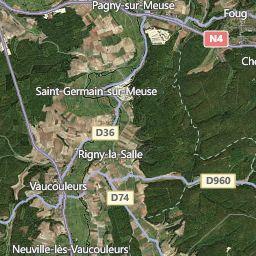 Pagny-sur-Meuse
Foug
N4
Saint-Germain-sur-Meuse
D36
Rigny-la-Salle
D960
Vaucouleurs
D74
Neuville-lès-Vaucouleurs